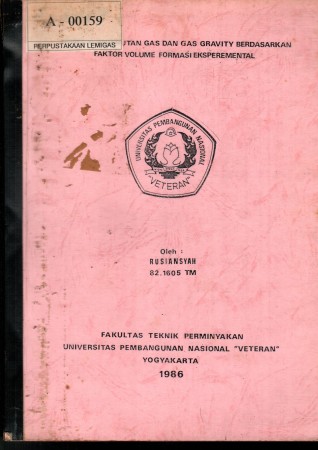 A - 00159
PERPUSTAKAAN LEMIGAS
GAS DAN GAS GRAVITY BERDASARKAN
FAKTOR VOLUME FORMASI EKSPEREMENTAL
UNIVERSITAS PEMBANGUNAN NASIONAL
"VETERAN"
Oleh :
RUSIANSYAH
82.1605 TM
FAKULTAS TEKNIK PERMINYAKAN
UNIVERSITAS PEMBANGUNAN NASIONAL "VETERAN"
YOGYAKARTA
1986